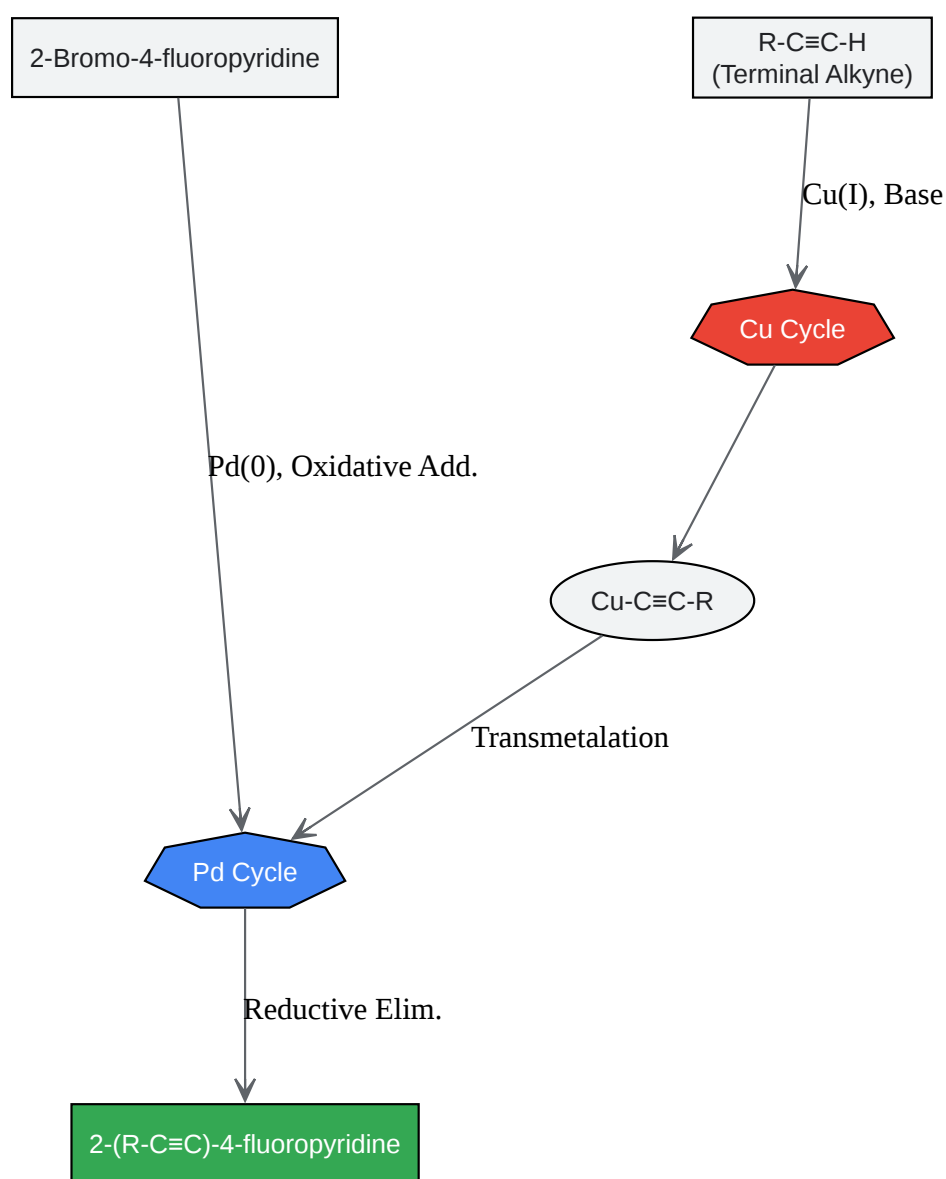 2-Bromo-4-fluoropyridine
R-C≡C-H
(Terminal Alkyne)
Cu(I), Base
Cu Cycle
Pd(0), Oxidative Add.
Cu-C≡C-R
Transmetalation
Pd Cycle
Reductive Elim.
2-(R-C≡C)-4-fluoropyridine